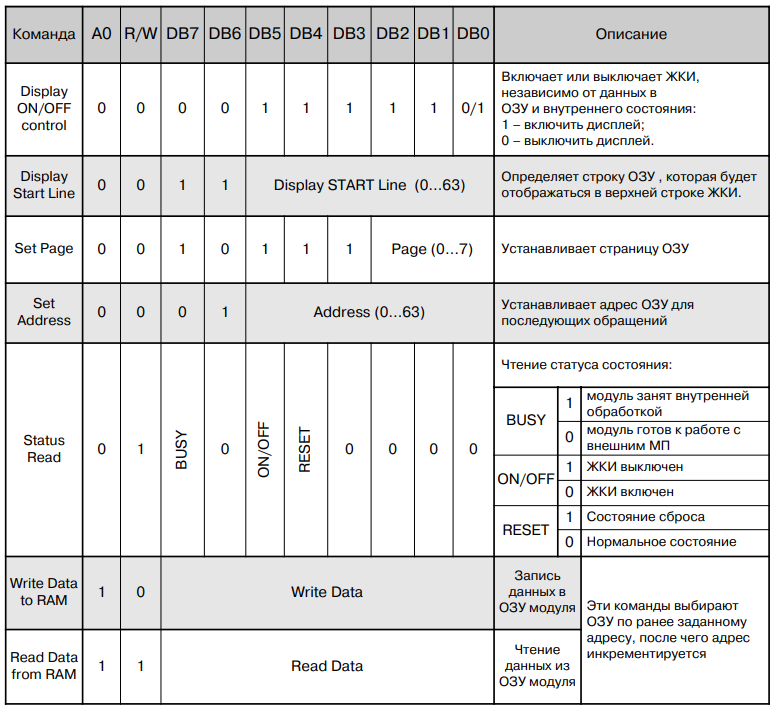 Команда A0 R/W DB7 DB6 DB5 DB4 DB3 DB2 DB1 DB0 Описание
Display
ON/OFF
control
0 0 0 0 1 1 1 1 1 0/1
Включает или выключает ЖКИ,
независимо от данных в
ОЗУ и внутреннего состояния:
1 – включить дисплей;
0 – выключить дисплей.
Display
Start Line
0 0 1 1 Display START Line (0...63)
Определяет строку ОЗУ , которая будет
отображаться в верхней строке ЖКИ.
Set Page 0 0 1 0 1 1 1 Page (0...7) Устанавливает страницу ОЗУ
Set
Address
0 0 0 1 Address (0...63)
Устанавливает адрес ОЗУ для
последующих обращений
Status
Read
0 1 BUSY 0 ON/OFF RESET 0 0 0 0
Чтение статуса состояния:
BUSY
1 модуль занят внутренней
обработкой
0 модуль готов к работе с
внешним МП
ON/OFF
1 ЖКИ выключен
0 ЖКИ включен
RESET
1 Состояние сброса
0 Нормальное состояние
Write Data
to RAM
1 0 Write Data
Запись
данных в
ОЗУ модуля
Read Data
from RAM
1 1 Read Data
Чтение
данных из
ОЗУ модуля
Эти команды выбирают
ОЗУ по ранее заданному
адресу, после чего адрес
инкрементируется